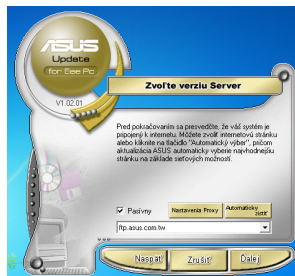 ASUS
Update
for Eee Pc
V1.02.01
Zvoľte verziu Server
Pred pokračovaním sa presvedčte, že váš systém je
pripojený k internetu. Môžete zvoliť internetovú stránku
alebo kliknite na tlačidlo "Automatický výber", pričom
aktualizácia ASUS automaticky vyberie najvhodnejšiu
stránku na základe sieťových možností.
Pasívny
Nastavenia Proxy
Automaticky
zistiť
ftp.asus.com.tw
Naspäť
Zrušiť
Ďalej